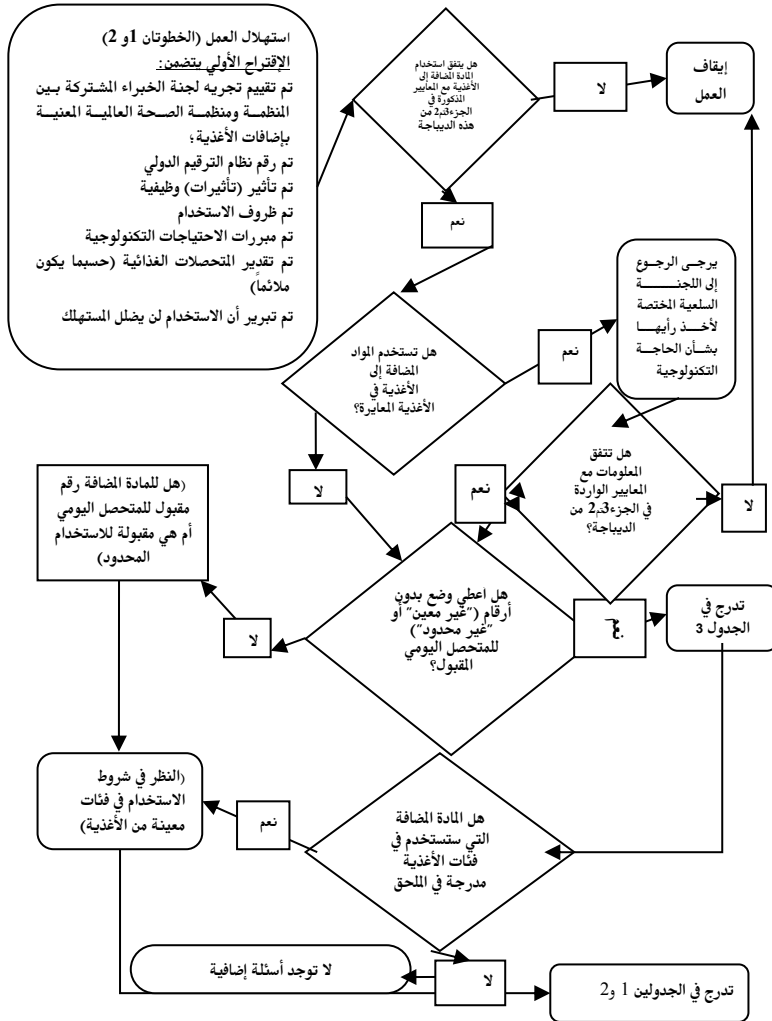 استهلال العمل (الخطوتان 1و 2)
الإقتراح الأولي يتضمن:
تم تقييم تجريه لجنة الخبراء المشتركة بين
المنظمة ومنظمة الصحة العالمية المعنية
بإضافات الأغذية؛
تم رقم نظام الترقيم الدولي
تم تأثير (تأثيرات) وظيفية
تم ظروف الاستخدام
تم مبررات الاحتياجات التكنولوجية
تم تقدير المتحصلات الغذائية (حسبما يكون
ملائماً)
تم تبرير أن الاستخدام لن يضلل المستهلك
هل يتفق استخدام
المادة المضافة إلى
الأغذية مع المعايير
المذكورة في
الجزء3تم2 من
هذه الديباجة
لا
إيقاف
العمل
نعم
هل تستخدم المواد
المضافة إلى
الأغذية في
الأغذية المعايرة؟
نعم
يرجى الرجوع
إلى اللجنة
السلعية المختصة
لأخذ رأيها
بشأن الحاجة
التكنولوجية
لا
هل تتفق
المعلومات مع
المعايير الواردة
في الجزء3تم2 من
الديباجة؟
نعم
لا
(هل للمادة المضافة رقم
مقبول للمتحصل اليومي
أم هي مقبولة للاستخدام
المحدود)
هل اعطي وضع بدون
أرقام ("غير معين" أو
"غير محدود")
للمتحصل اليومي
المقبول؟
لا
تدرج في
الجدول 3
(النظر في شروط
الاستخدام في فئات
معينة من الأغذية)
نعم
هل المادة المضافة
التي ستستخدم في
فئات الأغذية
مدرجة في الملحق
لا
لا توجد أسئلة إضافية
تدرج في الجدولين 1 و2